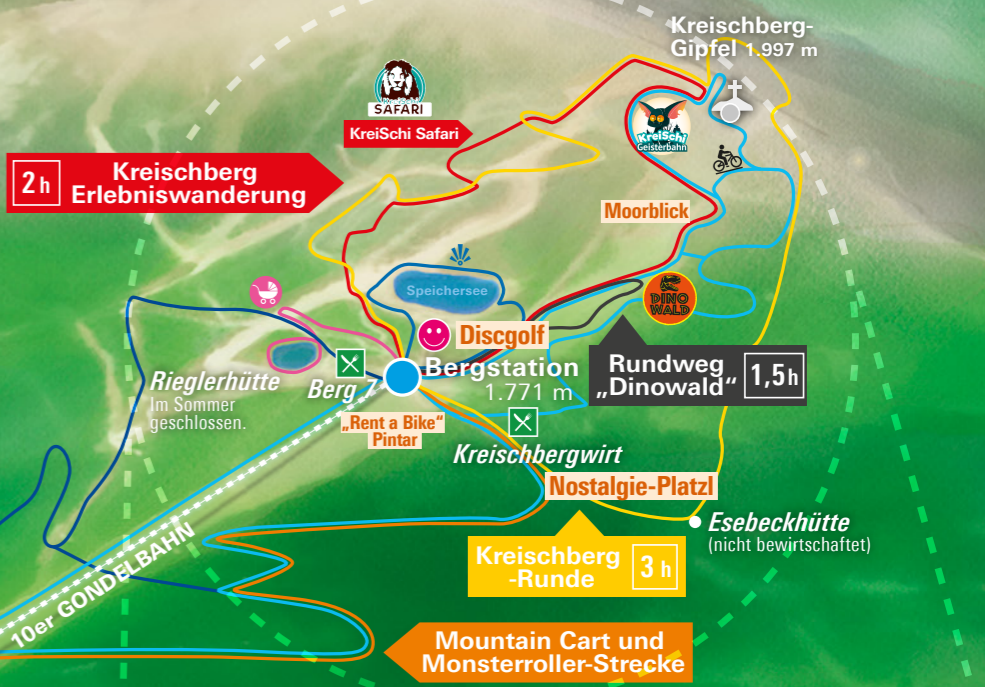 Kreischberg-
Gipfel 1.997 m
SAFARI
KreiSchi Safari
KreiSchi
Geisterbahn
2 h
Kreischberg
Erlebniswanderung
Moorblick
Speichersee
DINO
WALD
Discgolf
Bergstation
1.771 m
Rundweg
„Dinowald“
1,5 h
Rieglerhütte
Im Sommer
geschlossen.
Berg 7
„Rent a Bike“
Pintar
Kreischbergwirt
Nostalgie-Platzl
Esebeckhütte
(nicht bewirtschaftet)
Kreischberg
-Runde
3 h
10er GONDELBAHN
Mountain Cart und
Monsterroller-Strecke